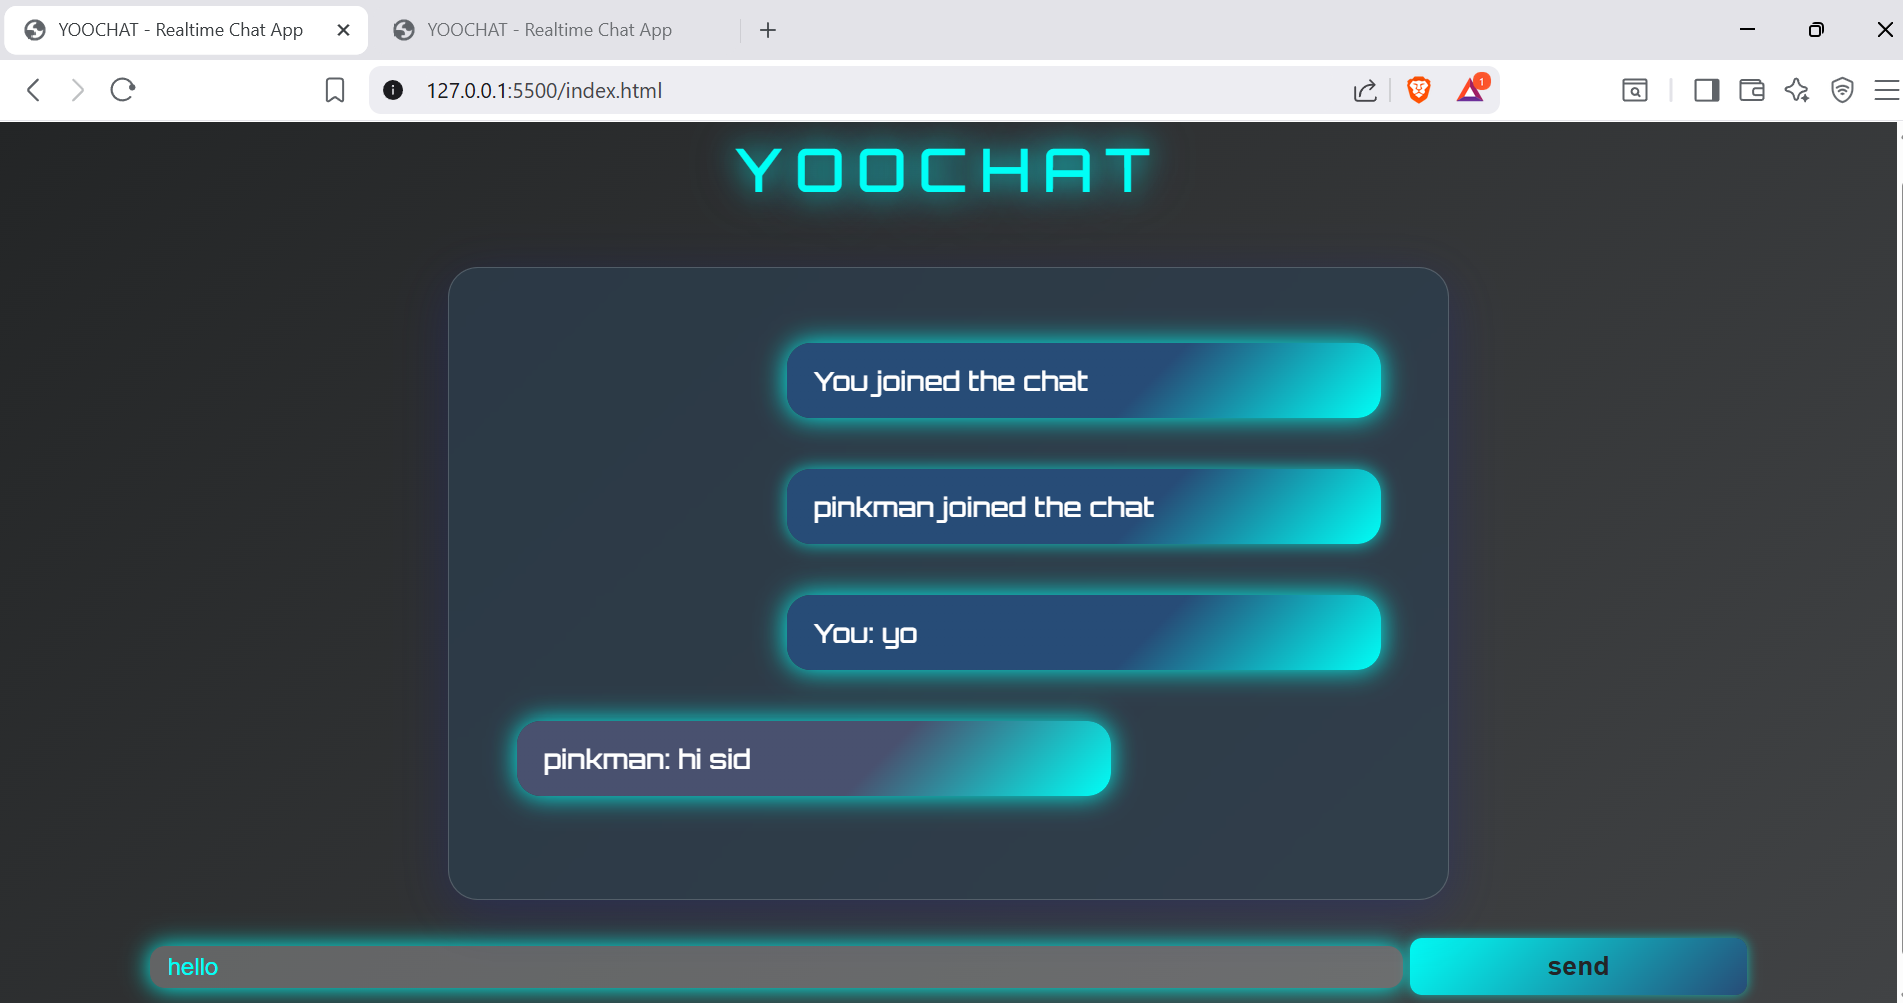 YOOCHAT - Realtime Chat App
YOOCHAT - Realtime Chat App
127.0.0.1:5500/index.html
1
YOOCHAT
You joined the chat
pinkman joined the chat
You: yo
pinkman: hi sid
hello
send